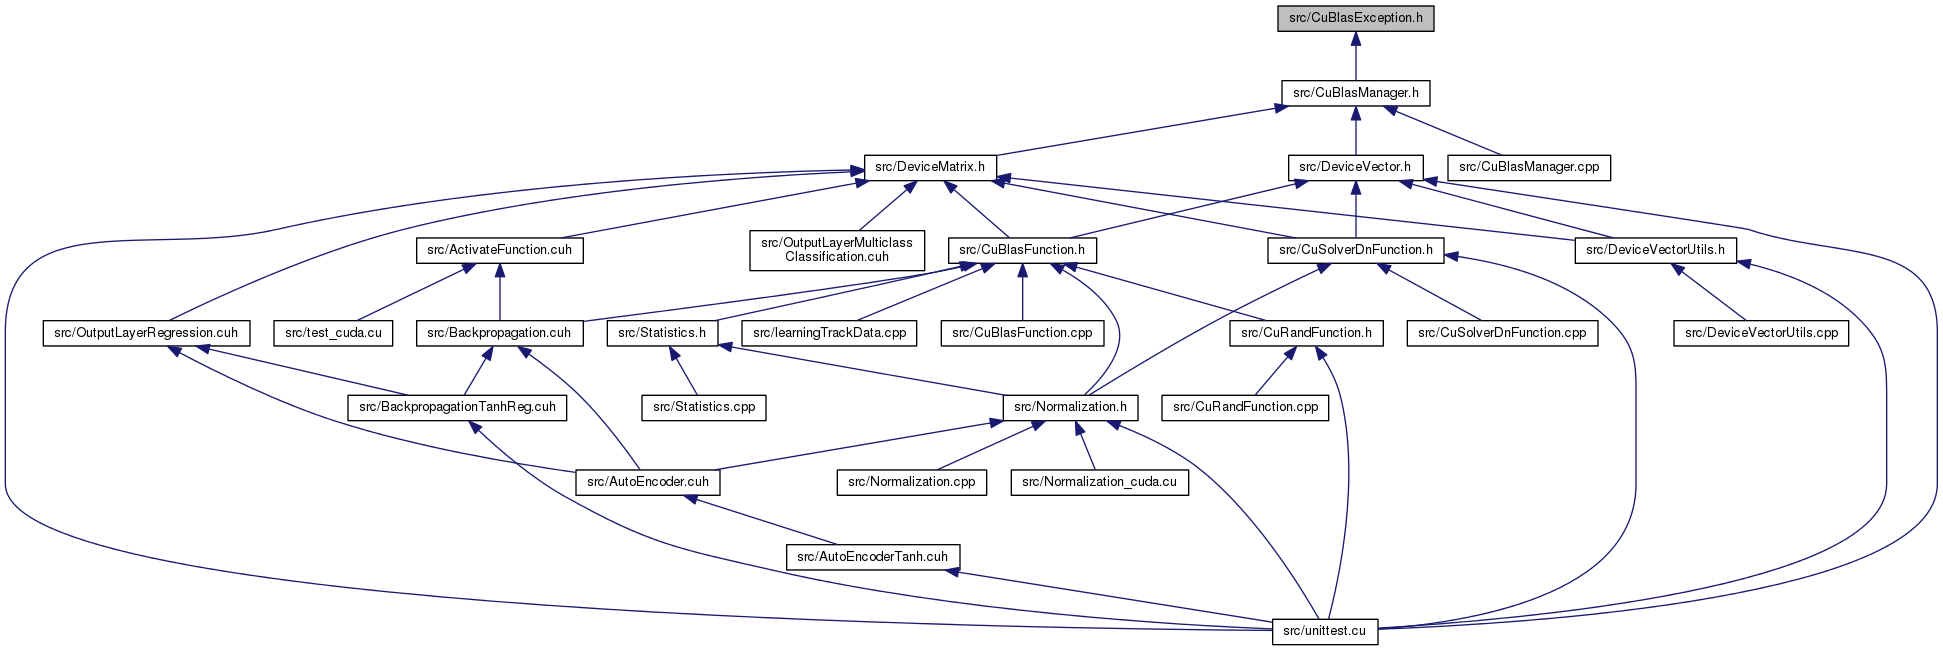 src/CuBlasException.h
src/CuBlasManager.h
src/DeviceMatrix.h
src/DeviceVector.h
src/CuBlasManager.cpp
src/ActivateFunction.cuh
src/OutputLayerMulticlass
Classification.cuh
src/CuBlasFunction.h
src/CuSolverDnFunction.h
src/DeviceVectorUtils.h
src/OutputLayerRegression.cuh
src/test_cuda.cu
src/Backpropagation.cuh
src/Statistics.h
src/learningTrackData.cpp
src/CuBlasFunction.cpp
src/CuRandFunction.h
src/CuSolverDnFunction.cpp
src/DeviceVectorUtils.cpp
src/BackpropagationTanhReg.cuh
src/Statistics.cpp
src/Normalization.h
src/CuRandFunction.cpp
src/AutoEncoder.cuh
src/Normalization.cpp
src/Normalization_cuda.cu
src/AutoEncoderTanh.cuh
src/unittest.cu